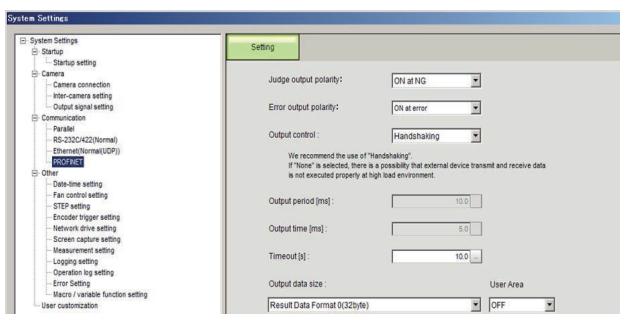 System Settings
System Settings
Startup
Startup setting
Camera
Camera connection
Inter-camera setting
Output signal setting
Communication
Parallel
RS-232C/422(Normal)
Ethernet(Normal(UDP))
PROFINET
Other
Date-time setting
Fan control setting
STEP setting
Encoder trigger setting
Network drive setting
Screen capture setting
Measurement setting
Logging setting
Operation log setting
Error Setting
Macro / variable function setting
User customization
Setting
Judge output polarity: ON at NG
Error output polarity: ON at error
Output control : Handshaking
We recommend the use of "Handshaking".
If "None" is selected, there is a possibility that external device transmit and receive data
is not executed properly at high load environment.
Output period [ms] : 10.0
Output time [ms] : 5.0
Timeout [s] : 10.0 ...
Output data size : User Area
Result Data Format 0(32byte) OFF